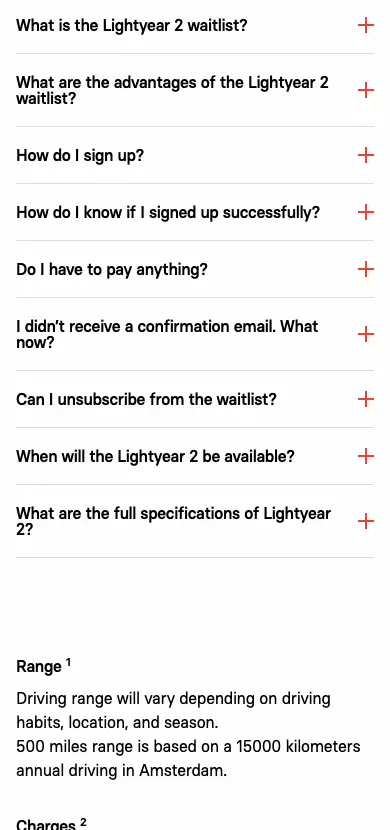 What is the Lightyear 2 waitlist?
What are the advantages of the Lightyear 2
waitlist?
How do I sign up?
How do I know if I signed up successfully?
Do I have to pay anything?
I didn’t receive a confirmation email. What
now?
Can I unsubscribe from the waitlist?
When will the Lightyear 2 be available?
What are the full specifications of Lightyear
2?
Range ¹
Driving range will vary depending on driving
habits, location, and season.
500 miles range is based on a 15000 kilometers
annual driving in Amsterdam.
Charges ²